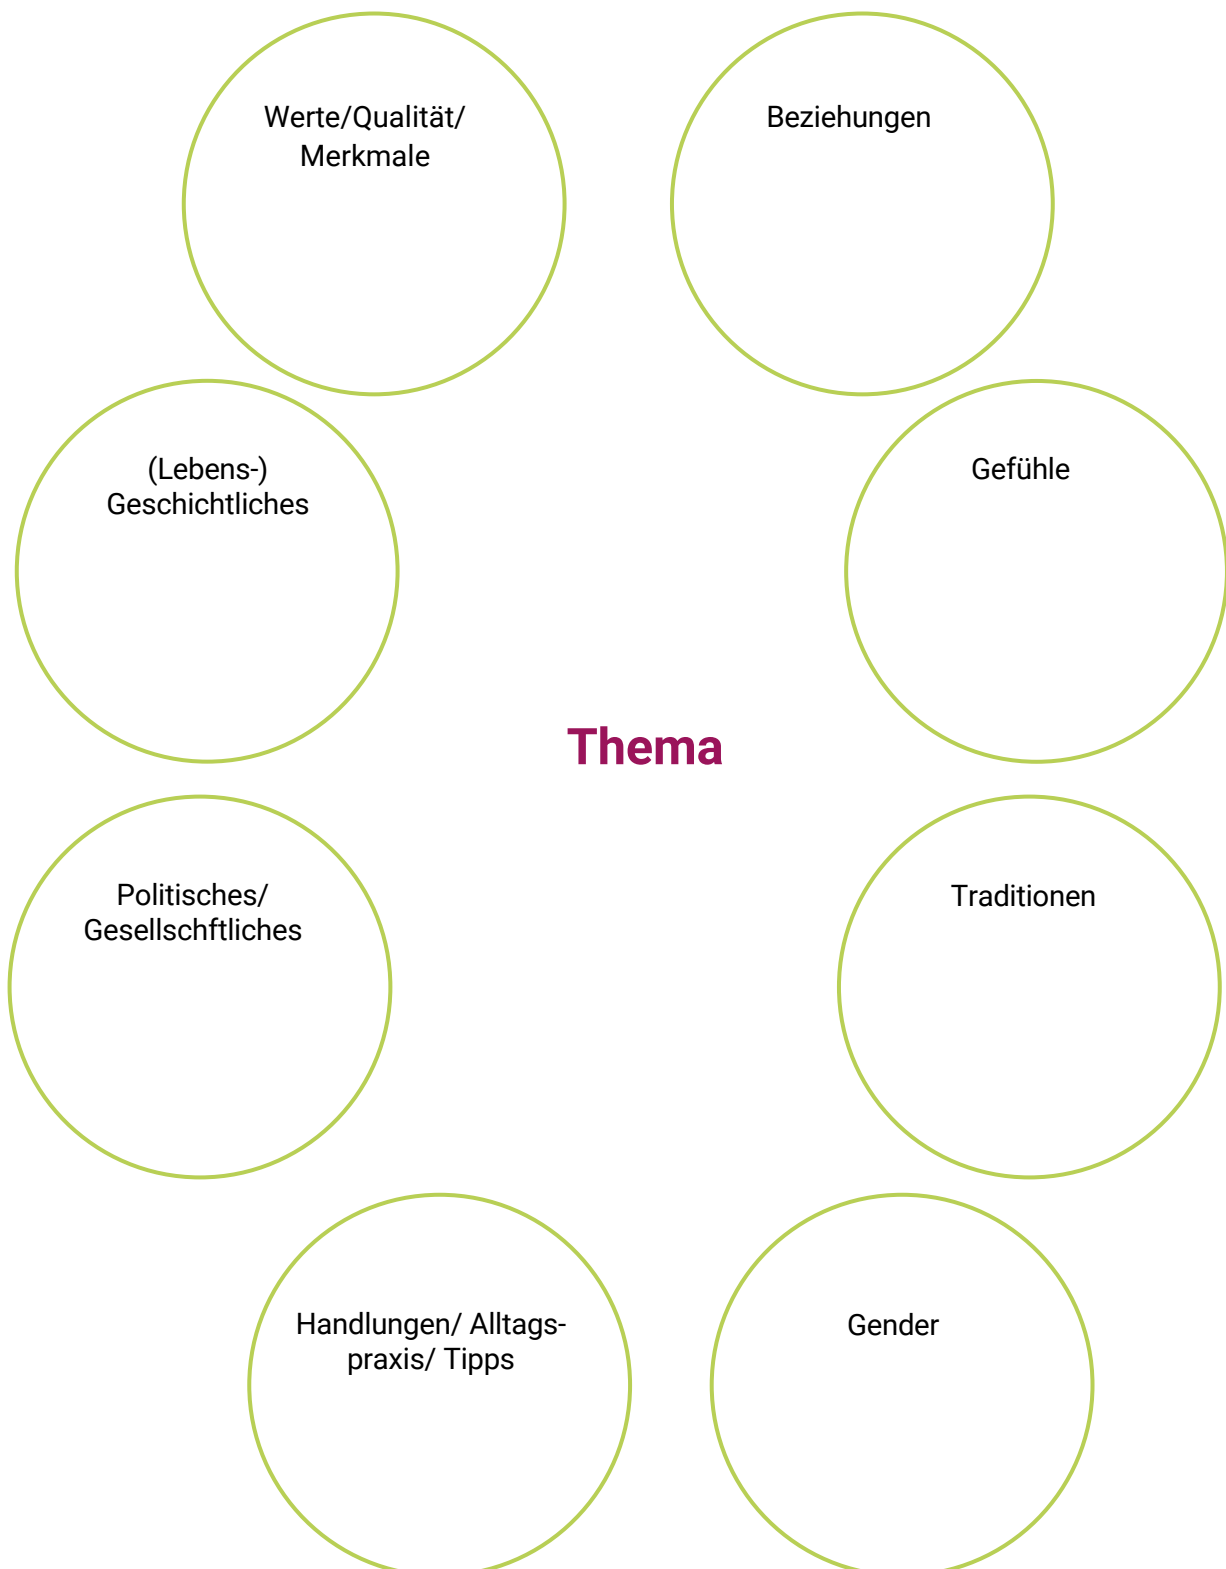 Werte/Qualität/
Merkmale
Beziehungen
(Lebens-)
Geschichtliches
Gefühle
Thema
Politisches/
Gesellschftliches
Traditionen
Handlungen/ Alltags-
praxis/ Tipps
Gender